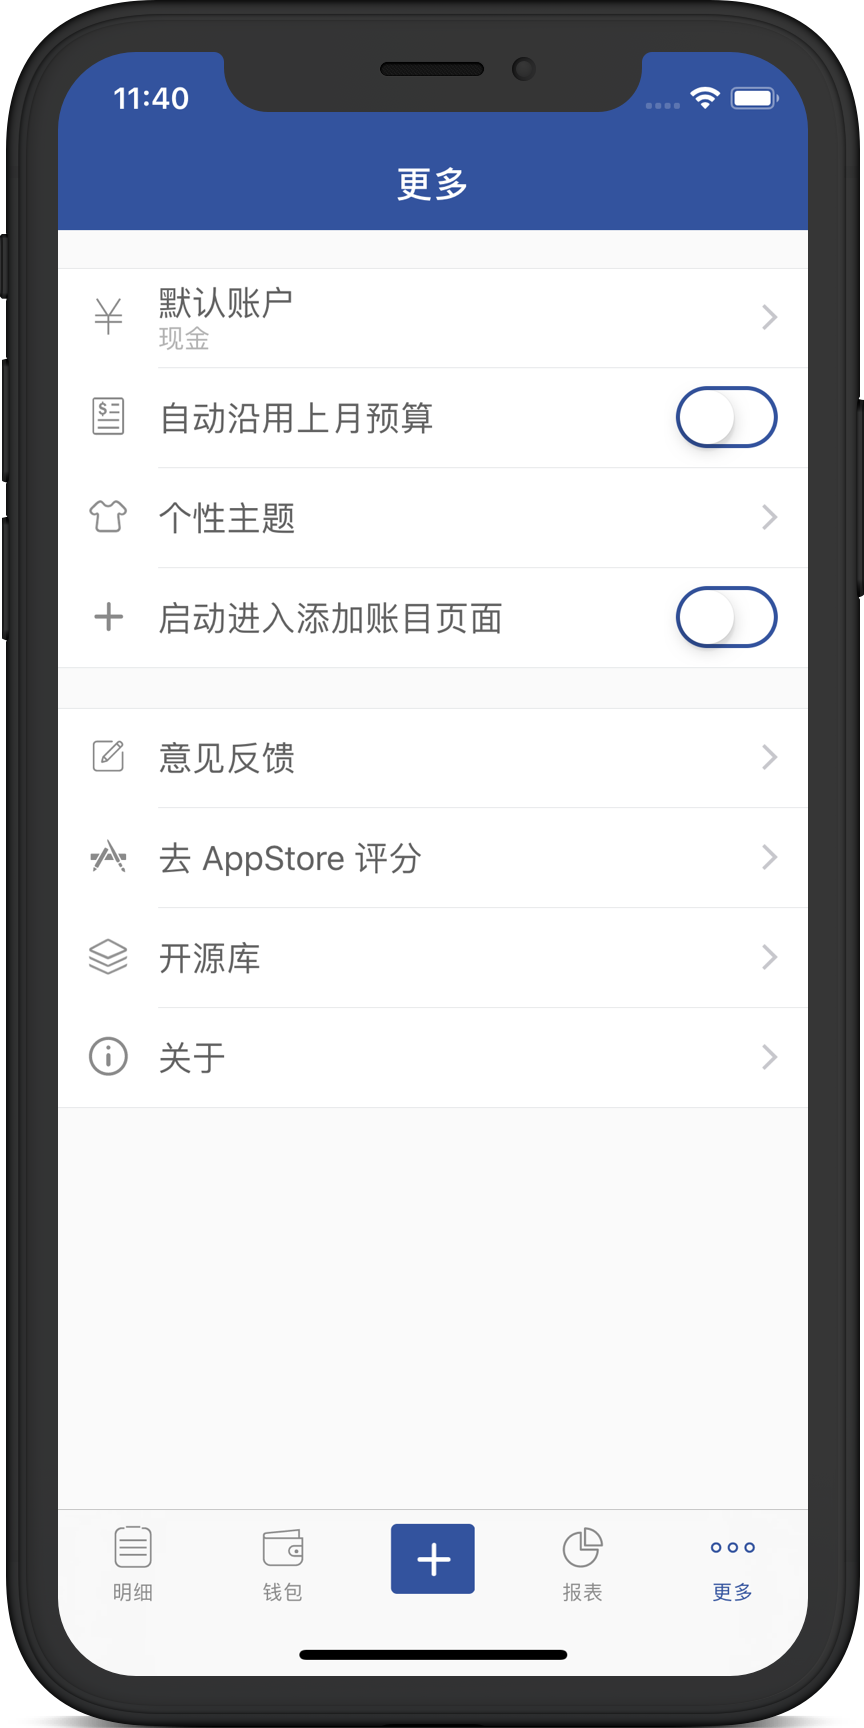 11:40
更多
默认账户
现金
自动沿用上月预算
个性主题
启动进入添加账目页面
意见反馈
去 AppStore 评分
开源库
关于
明细
钱包
报表
更多